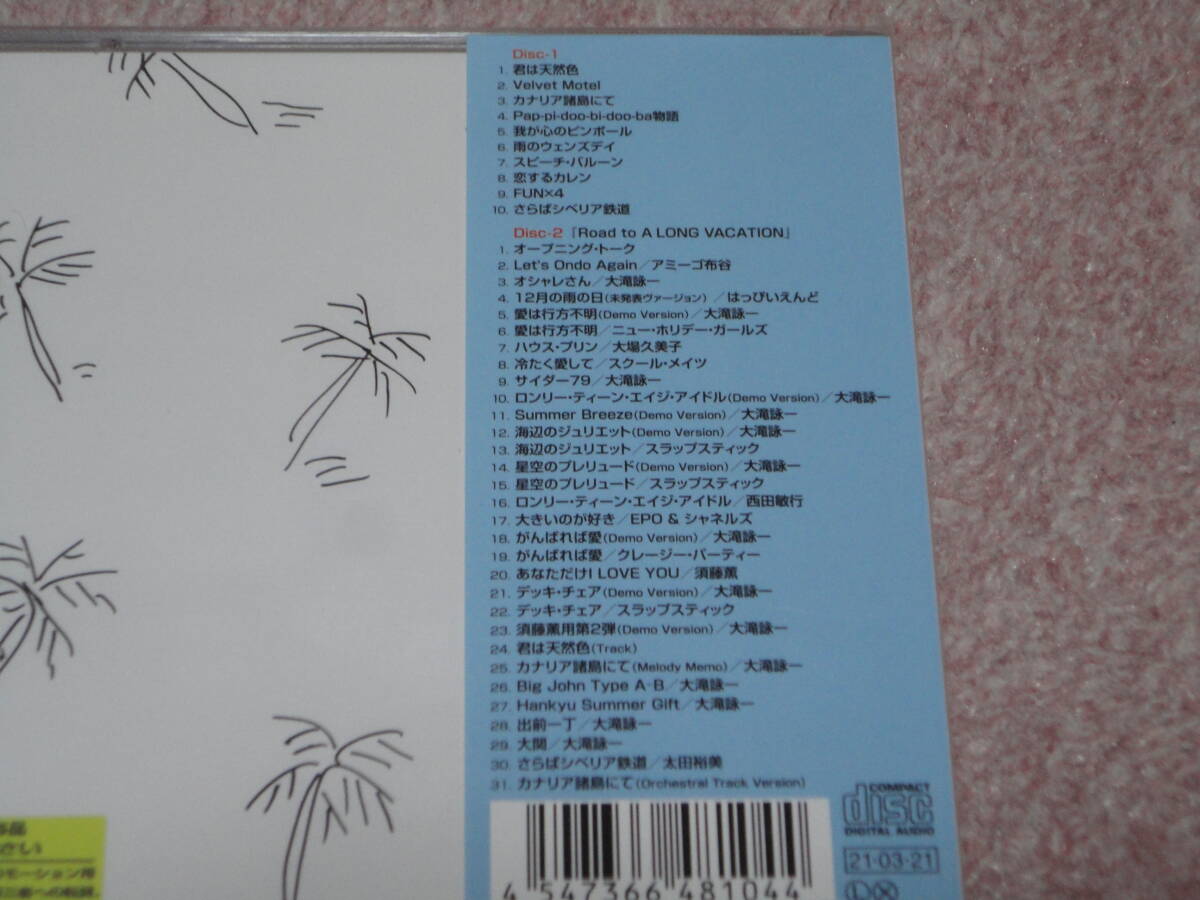 Disc-1
1. 君は天然色
2. Velvet Motel
3. カナリア諸島にて
4. Pap-pi-doo-bi-doo-ba物語
5. 我が心のピンボール
6. 雨のウェンズデイ
7. スピーチ・バルーン
8. 恋するカレン
9. FUN×4
10. さらばシベリア鉄道
Disc-2『Road to A LONG VACATION』
1. オープニング・トーク
2. Let's Ondo Again／アミーゴ布谷
3. オシャレさん／大滝詠一
4. 12月の雨の日(未発表ヴァージョン)／はっぴいえんど
5. 愛は行方不明(Demo Version)／大滝詠一
6. 愛は行方不明／ニュー・ホリデー・ガールズ
7. ハウス・プリン／大場久美子
8. 冷たく愛して／スクール・メイツ
9. サイダー79／大滝詠一
10. ロンリー・ティーン・エイジ・アイドル(Demo Version)／大滝詠一
11. Summer Breeze(Demo Version)／大滝詠一
12. 海辺のジュリエット(Demo Version)／大滝詠一
13. 海辺のジュリエット／スラップスティック
14. 星空のプレリュード(Demo Version)／大滝詠一
15. 星空のプレリュード／スラップスティック
16. ロンリー・ティーン・エイジ・アイドル／西田敏行
17. 大きいのが好き／EPO & シャネルズ
18. がんばれば愛(Demo Version)／大滝詠一
19. がんばれば愛／クレージー・パーティー
20. あなただけI LOVE YOU／須藤薫
21. デッキ・チェア(Demo Version)／大滝詠一
22. デッキ・チェア／スラップスティック
23. 須藤薫用第2弾(Demo Version)／大滝詠一
24. 君は天然色(Track)
25. カナリア諸島にて(Melody Memo)／大滝詠一
26. Big John Type A・B／大滝詠一
27. Hankyu Summer Gift／大滝詠一
28. 出前一丁／大滝詠一
29. 大関／大滝詠一
30. さらばシベリア鉄道／太田裕美
31. カナリア諸島にて(Orchestral Track Version)
COMPACT
disc
DIGITAL AUDIO
21・03・21
4 547366 481044
さい
モーション用